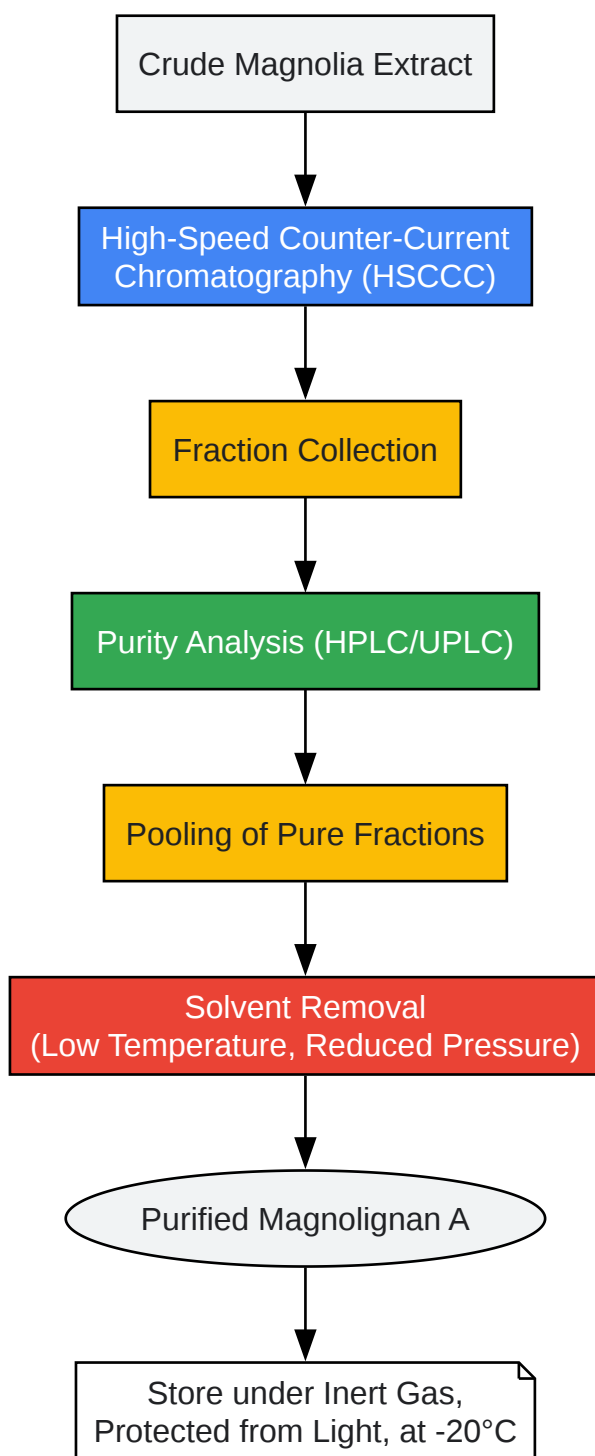 Crude Magnolia Extract
High-Speed Counter-Current
Chromatography (HSCCC)
Fraction Collection
Purity Analysis (HPLC/UPLC)
Pooling of Pure Fractions
Solvent Removal
(Low Temperature, Reduced Pressure)
Purified Magnolignan A
Store under Inert Gas,
Protected from Light, at -20°C